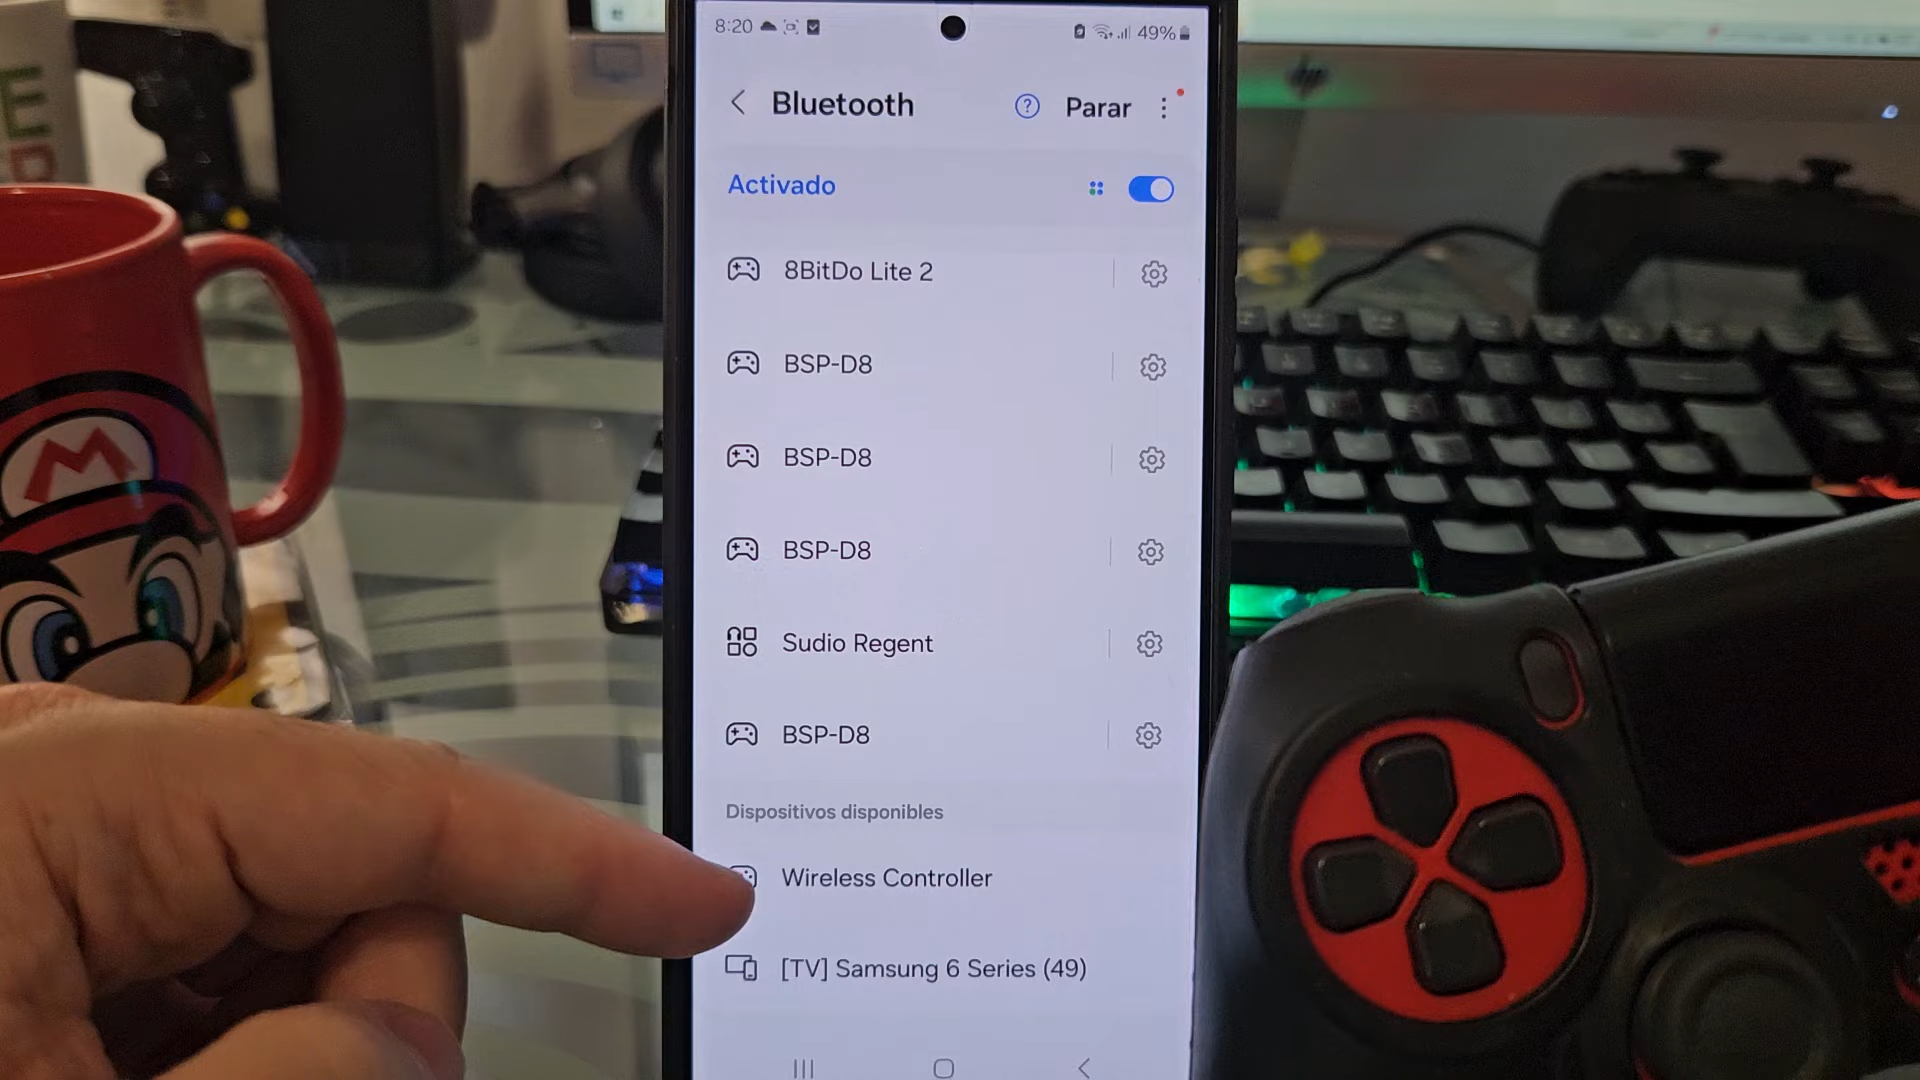 8:20
49%
Bluetooth
Parar
Activado
8BitDo Lite 2
BSP-D8
BSP-D8
BSP-D8
Sudio Regent
BSP-D8
Dispositivos disponibles
Wireless Controller
[TV] Samsung 6 Series (49)
M
hp